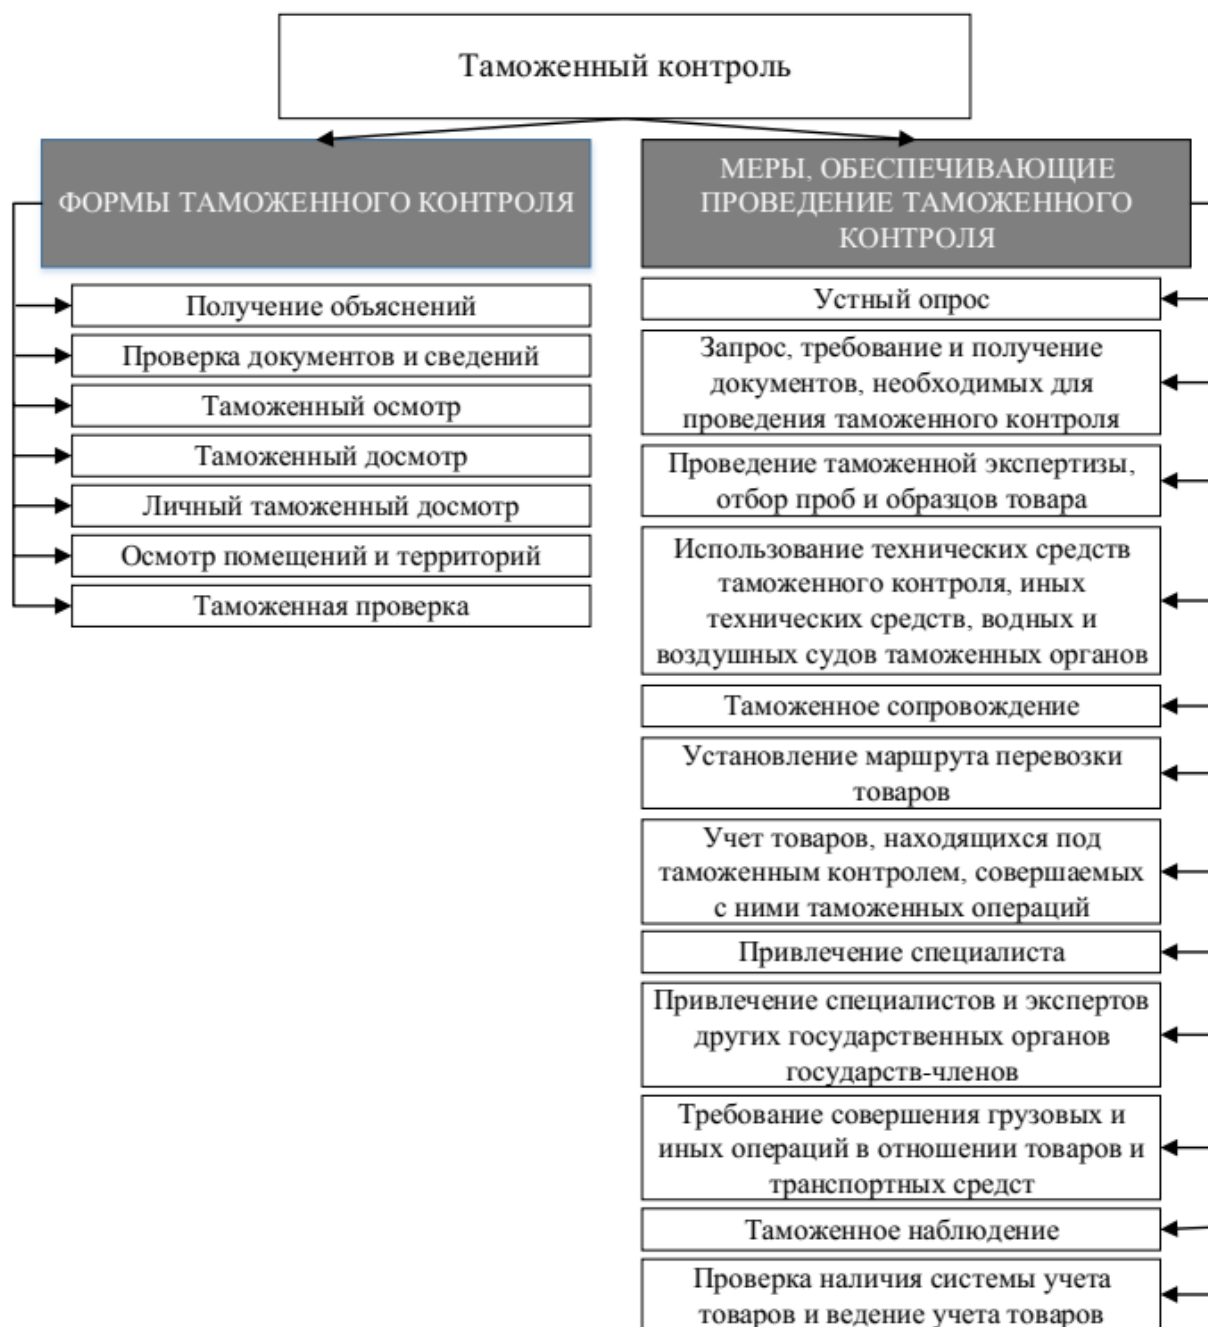 Таможенный контроль
ФОРМЫ ТАМОЖЕННОГО КОНТРОЛЯ
Получение объяснений
Проверка документов и сведений
Таможенный осмотр
Таможенный досмотр
Личный таможенный досмотр
Осмотр помещений и территорий
Таможенная проверка
МЕРЫ, ОБЕСПЕЧИВАЮЩИЕ
ПРОВЕДЕНИЕ ТАМОЖЕННОГО
КОНТРОЛЯ
Устный опрос
Запрос, требование и получение
документов, необходимых для
проведения таможенного контроля
Проведение таможенной экспертизы,
отбор проб и образцов товара
Использование технических средств
таможенного контроля, иных
технических средств, водных и
воздушных судов таможенных органов
Таможенное сопровождение
Установление маршрута перевозки
товаров
Учет товаров, находящихся под
таможенным контролем, совершаемых
с ними таможенных операций
Привлечение специалиста
Привлечение специалистов и экспертов
других государственных органов
государств-членов
Требование совершения грузовых и
иных операций в отношении товаров и
транспортных средст
Таможенное наблюдение
Проверка наличия системы учета
товаров и ведение учета товаров